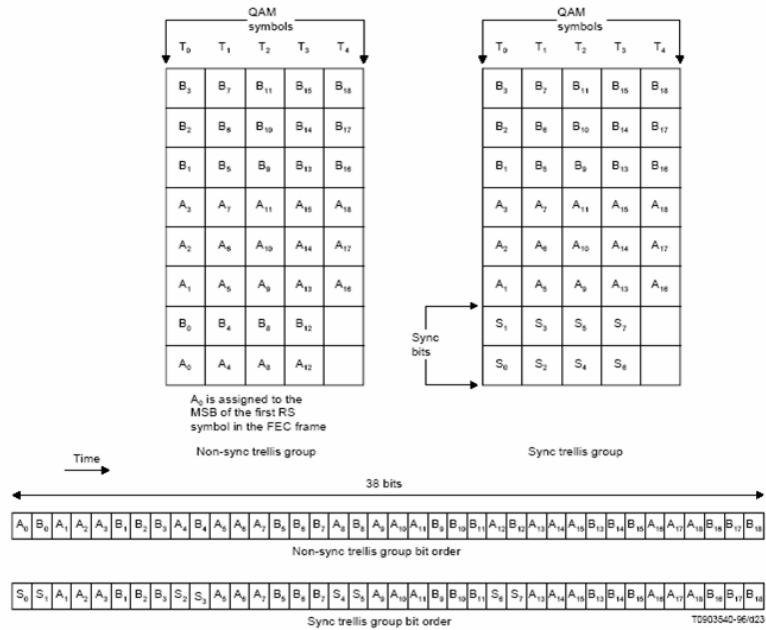 QAM
symbols
T₀ T₁ T₂ T₃ T₄
B₃ B₇ B₁₁ B₁₅ B₁₈
B₂ B₆ B₁₀ B₁₄ B₁₇
B₁ B₅ B₉ B₁₃ B₁₆
A₃ A₇ A₁₁ A₁₅ A₁₈
A₂ A₆ A₁₀ A₁₄ A₁₇
A₁ A₅ A₉ A₁₃ A₁₆
B₀ B₄ B₈ B₁₂
A₀ A₄ A₈ A₁₂
A₀ is assigned to the
MSB of the first RS
symbol in the FEC frame
Non-sync trellis group
QAM
symbols
T₀ T₁ T₂ T₃ T₄
B₃ B₇ B₁₁ B₁₅ B₁₈
B₂ B₆ B₁₀ B₁₄ B₁₇
B₁ B₅ B₉ B₁₃ B₁₆
A₃ A₇ A₁₁ A₁₅ A₁₈
A₂ A₆ A₁₀ A₁₄ A₁₇
A₁ A₅ A₉ A₁₃ A₁₆
S₁ S₃ S₅ S₇
S₀ S₂ S₄ S₆
Sync
bits
Sync trellis group
Time
38 bits
A₀ B₀ A₁ A₂ A₃ B₁ B₂ B₃ A₄ B₄ A₅ A₆ A₇ B₅ B₆ B₇ A₈ B₈ A₉ A₁₀ A₁₁ B₉ B₁₀ B₁₁ A₁₂ B₁₂ A₁₃ A₁₄ A₁₅ B₁₃ B₁₄ B₁₅ A₁₆ A₁₇ A₁₈ B₁₆ B₁₇ B₁₈
Non-sync trellis group bit order
S₀ S₁ A₁ A₂ A₃ B₁ B₂ B₃ S₂ S₃ A₅ A₆ A₇ B₅ B₆ B₇ S₄ S₅ A₉ A₁₀ A₁₁ B₉ B₁₀ B₁₁ S₆ S₇ A₁₃ A₁₄ A₁₅ B₁₃ B₁₄ B₁₅ A₁₆ A₁₇ A₁₈ B₁₆ B₁₇ B₁₈
Sync trellis group bit order
T0903540-96/d23